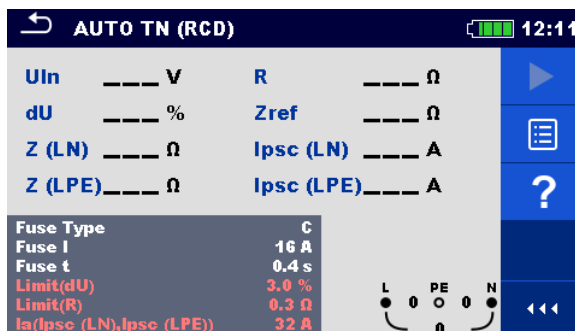 AUTO TN (RCD) 12:11
Uln ___ V R ___ Ω
dU ___ % Zref ___ Ω
Z (LN) ___ Ω Ipsc (LN) ___ A
Z (LPE)___ Ω Ipsc (LPE)___ A
?
Fuse Type C
Fuse I 16 A
Fuse t 0.4 s
Limit(dU) 3.0 %
Limit(R) 0.3 Ω
Ia(Ipsc (LN),Ipsc (LPE)) 32 A
L PE N
0 0
0